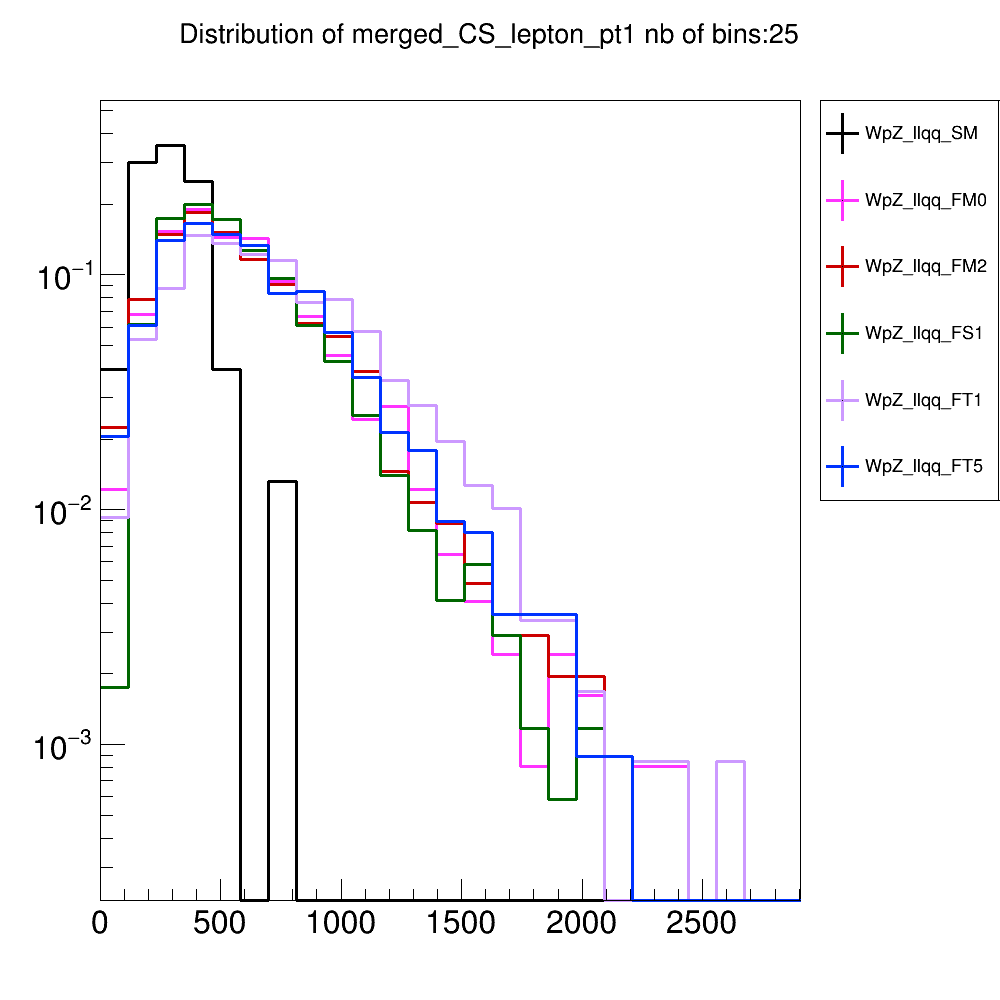 Distribution of merged_CS_lepton_pt1 nb of bins:25
WpZ_llqq_SM
WpZ_llqq_FM0
WpZ_llqq_FM2
WpZ_llqq_FS1
WpZ_llqq_FT1
WpZ_llqq_FT5
10⁻¹
10⁻²
10⁻³
0 500 1000 1500 2000 2500